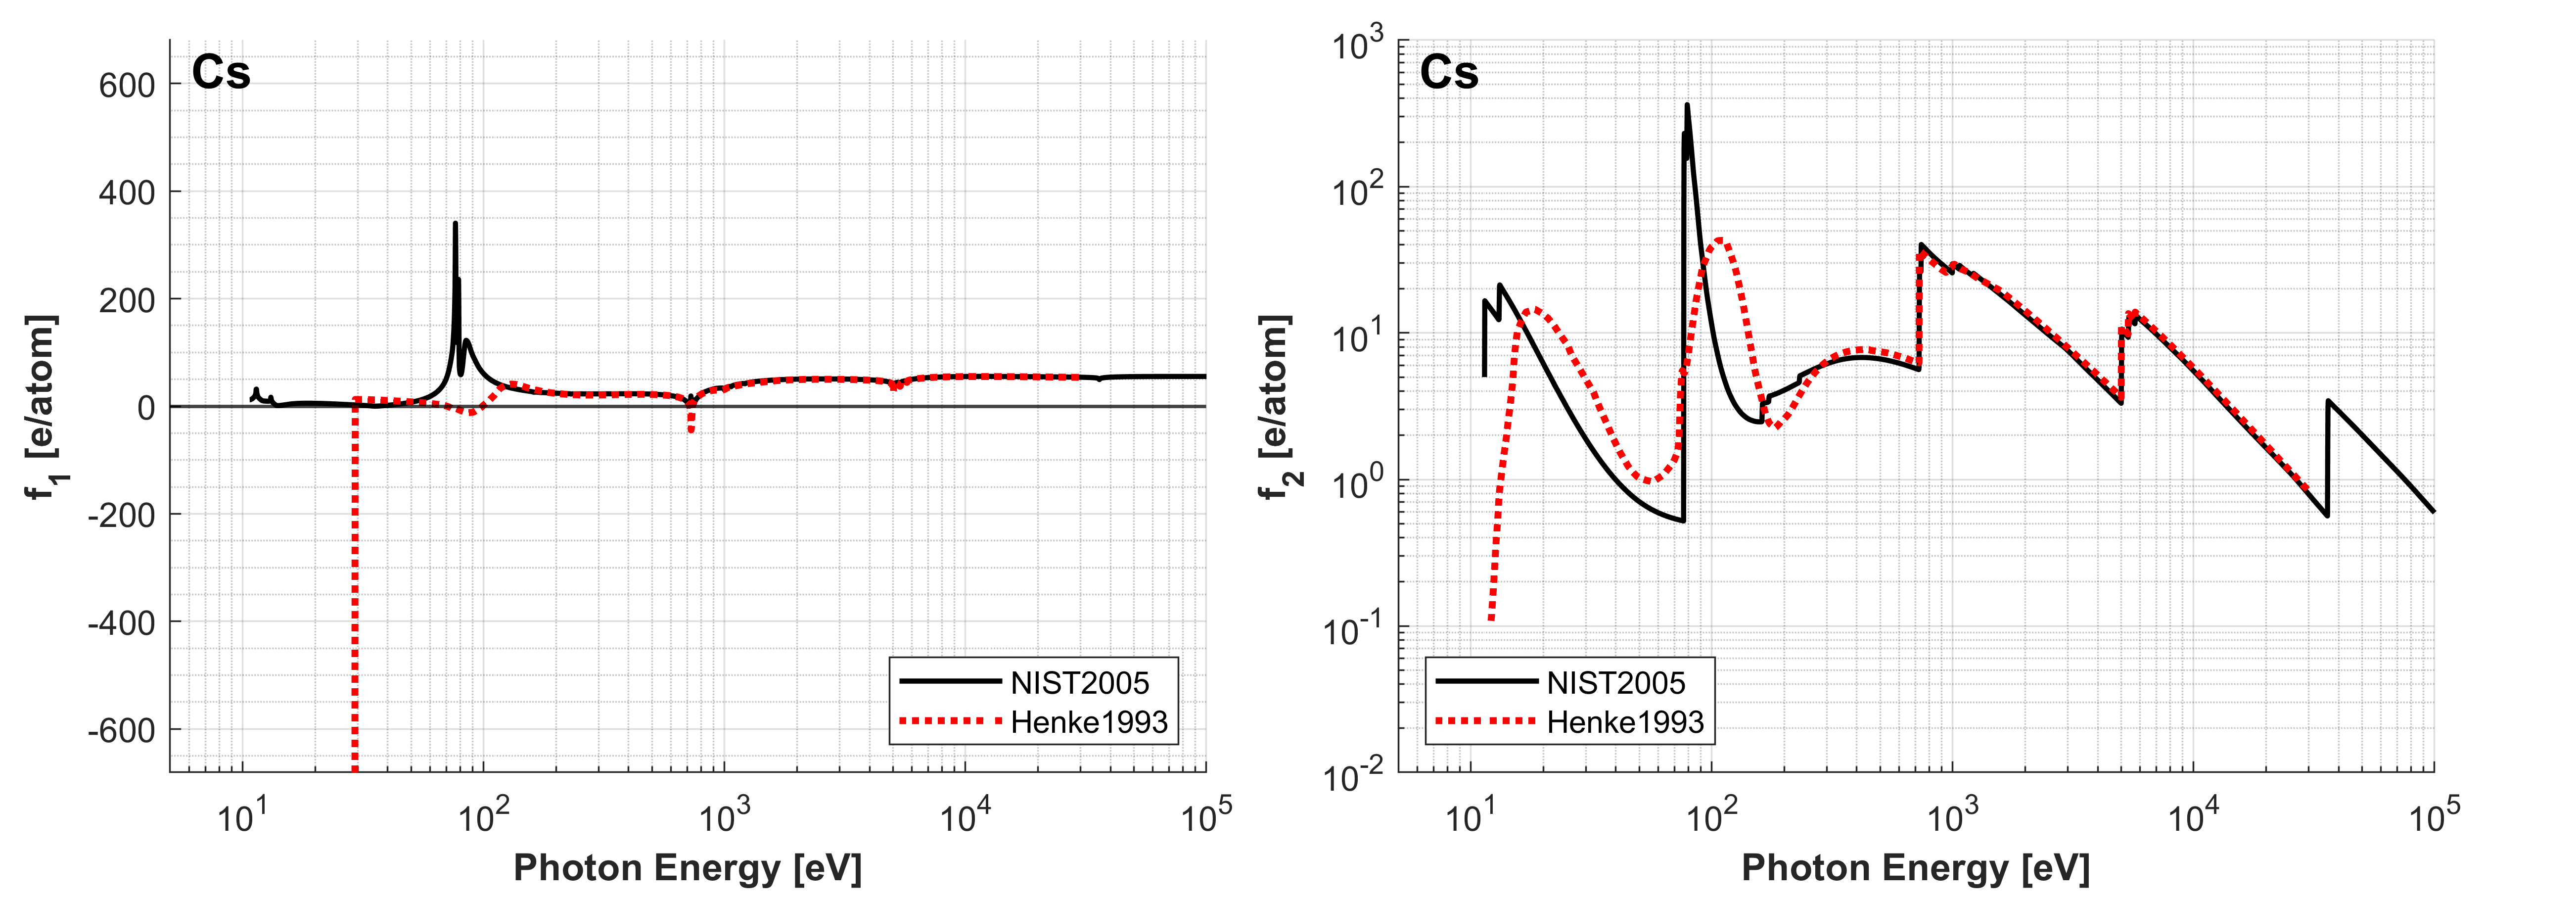 Cs
600
400
200
0
-200
-400
-600
f1 [e/atom]
10^1 10^2 10^3 10^4 10^5
Photon Energy [eV]
NIST2005
Henke1993
Cs
10^3
10^2
10^1
10^0
10^-1
10^-2
f2 [e/atom]
10^1 10^2 10^3 10^4 10^5
Photon Energy [eV]
NIST2005
Henke1993